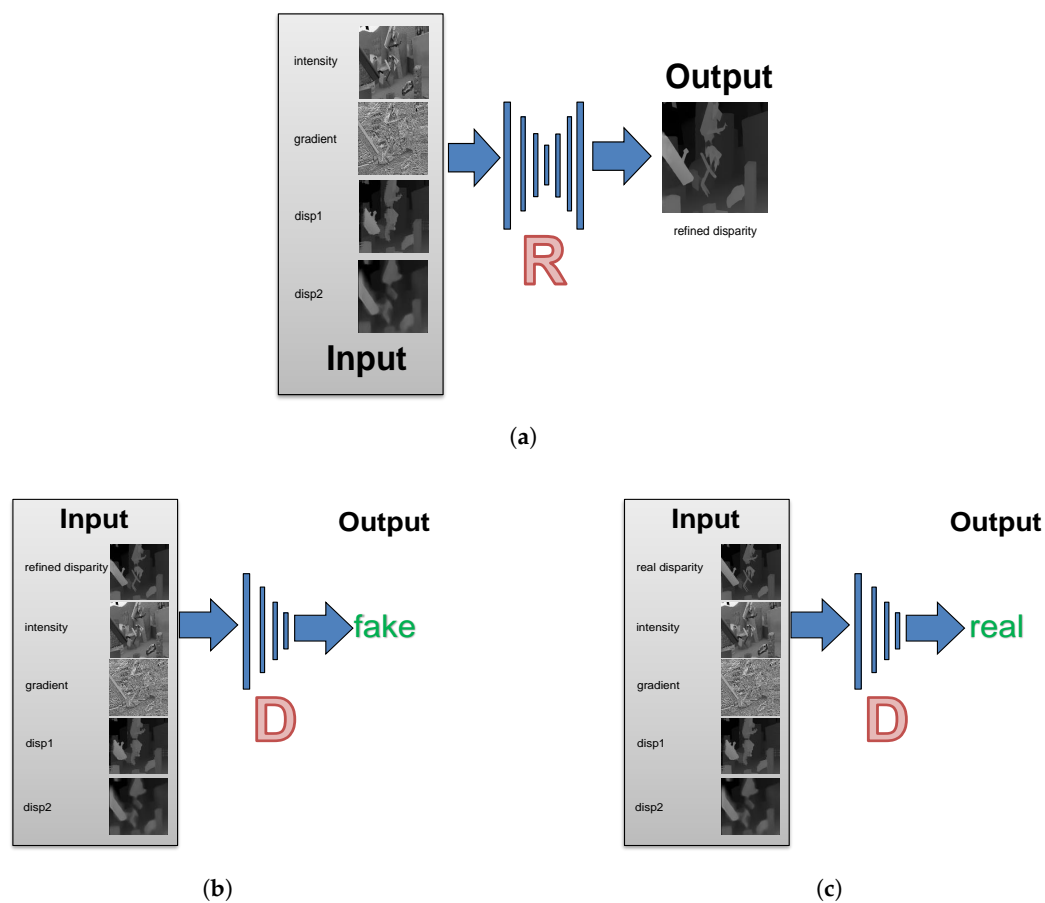 intensity
gradient
disp1
disp2
Input
R
Output
refined disparity
(a)
Input
refined disparity
intensity
gradient
disp1
disp2
D
Output
fake
(b)
Input
real disparity
intensity
gradient
disp1
disp2
D
Output
real
(c)